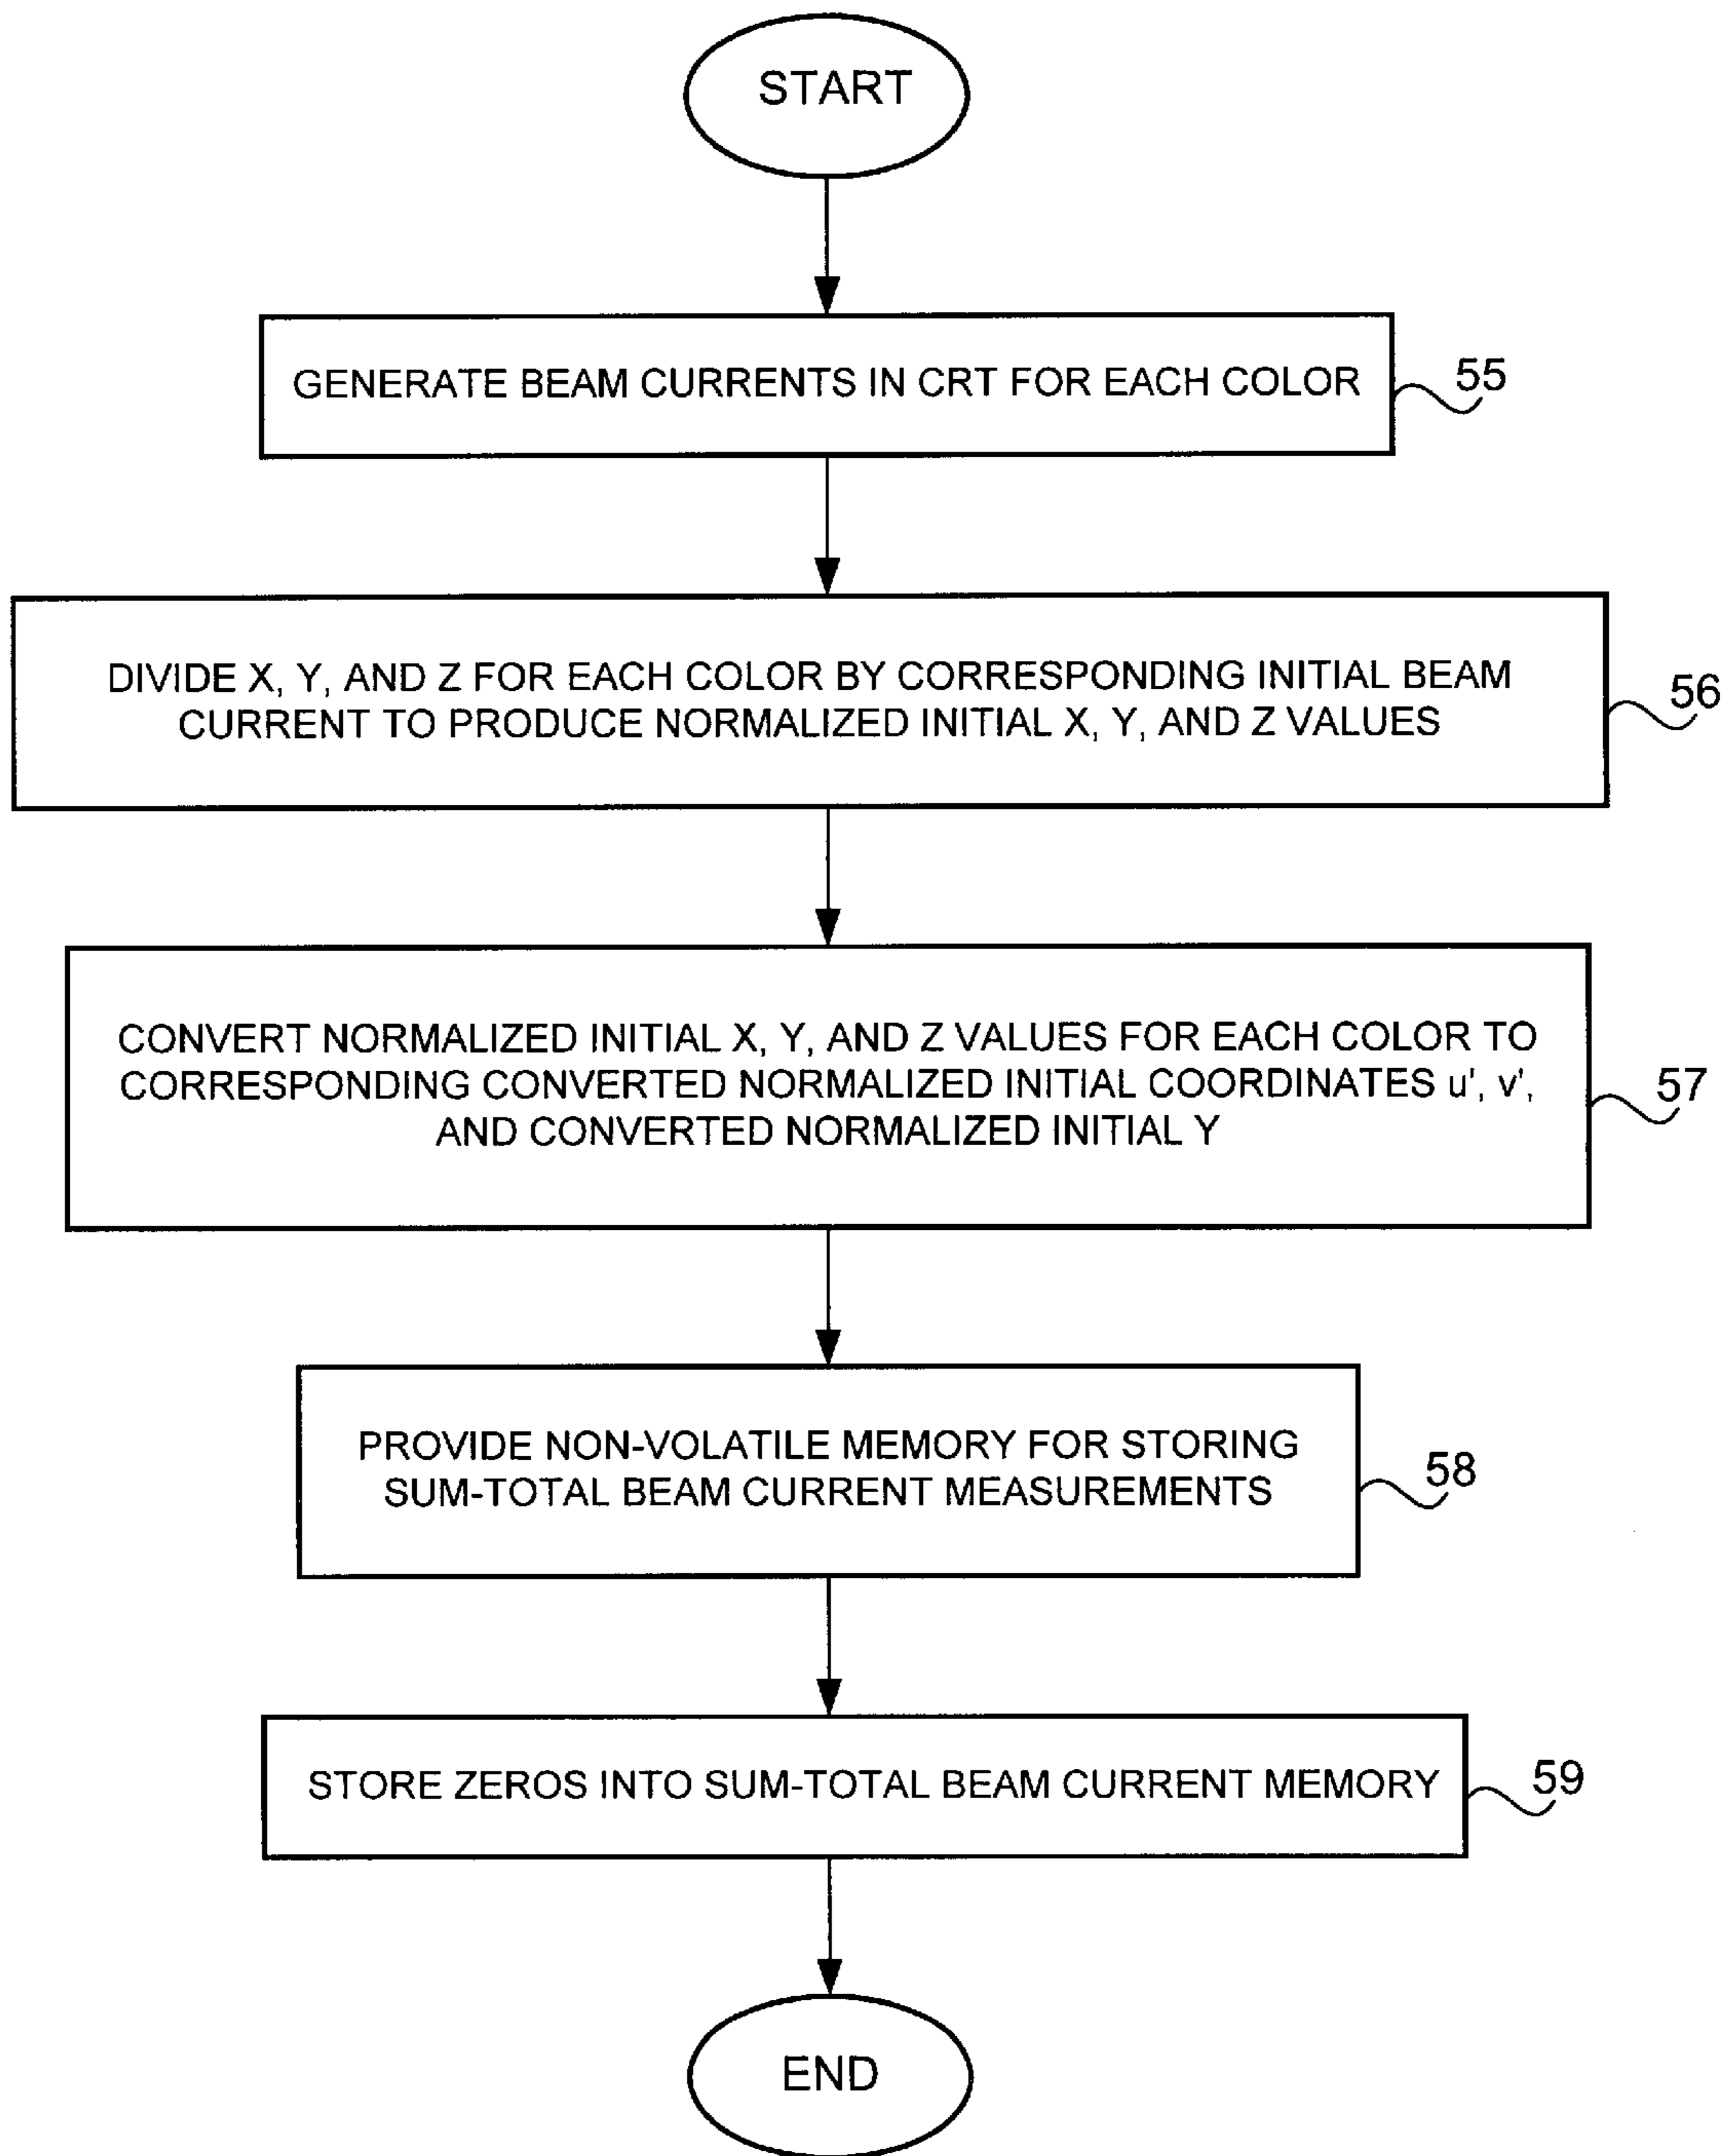 START
GENERATE BEAM CURRENTS IN CRT FOR EACH COLOR
55
DIVIDE X, Y, AND Z FOR EACH COLOR BY CORRESPONDING INITIAL BEAM
CURRENT TO PRODUCE NORMALIZED INITIAL X, Y, AND Z VALUES
56
CONVERT NORMALIZED INITIAL X, Y, AND Z VALUES FOR EACH COLOR TO
CORRESPONDING CONVERTED NORMALIZED INITIAL COORDINATES u', v',
AND CONVERTED NORMALIZED INITIAL Y
57
PROVIDE NON-VOLATILE MEMORY FOR STORING
SUM-TOTAL BEAM CURRENT MEASUREMENTS
58
STORE ZEROS INTO SUM-TOTAL BEAM CURRENT MEMORY
59
END